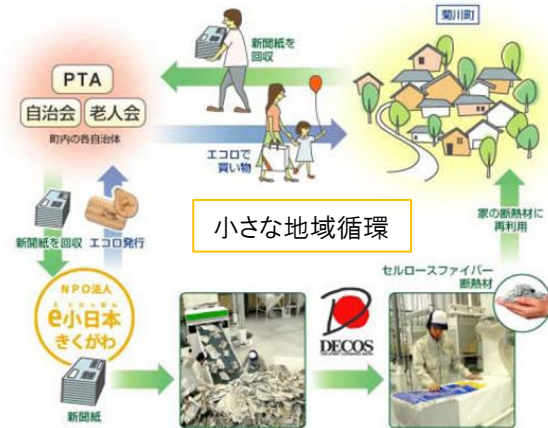 菊川町
新聞紙を
回収
PTA
自治会 老人会
町内の各自治体
エコロで
買い物
新聞紙を回収 エコロ発行
小さな地域循環
家の断熱材に
再利用
セルロースファイバー
断熱材
NPO法人
e小日本
きくがわ
DECOS
新聞紙